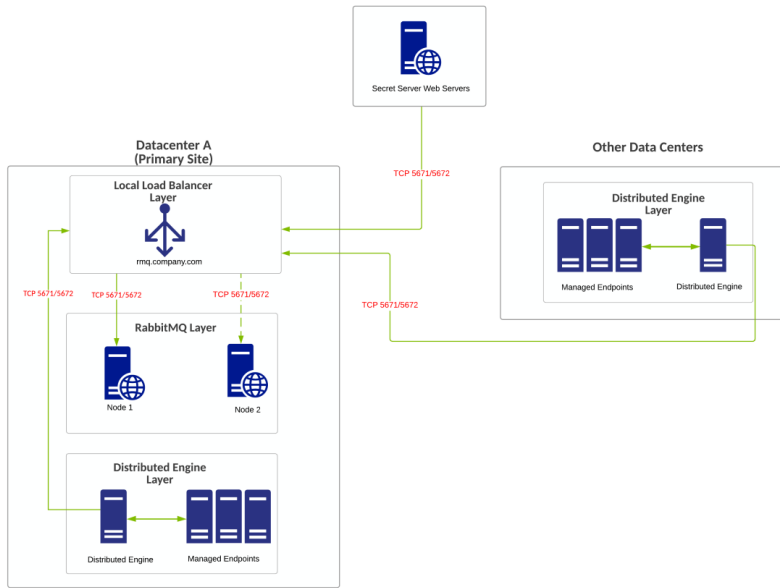 Secret Server Web Servers
Datacenter A
(Primary Site)
Other Data Centers
TCP 5671/5672
Local Load Balancer
Layer
rmq.company.com
Distributed Engine
Layer
Managed Endpoints
Distributed Engine
TCP 5671/5672
TCP 5671/5672
TCP 5671/5672
TCP 5671/5672
RabbitMQ Layer
Node 1
Node 2
Distributed Engine
Layer
Distributed Engine
Managed Endpoints